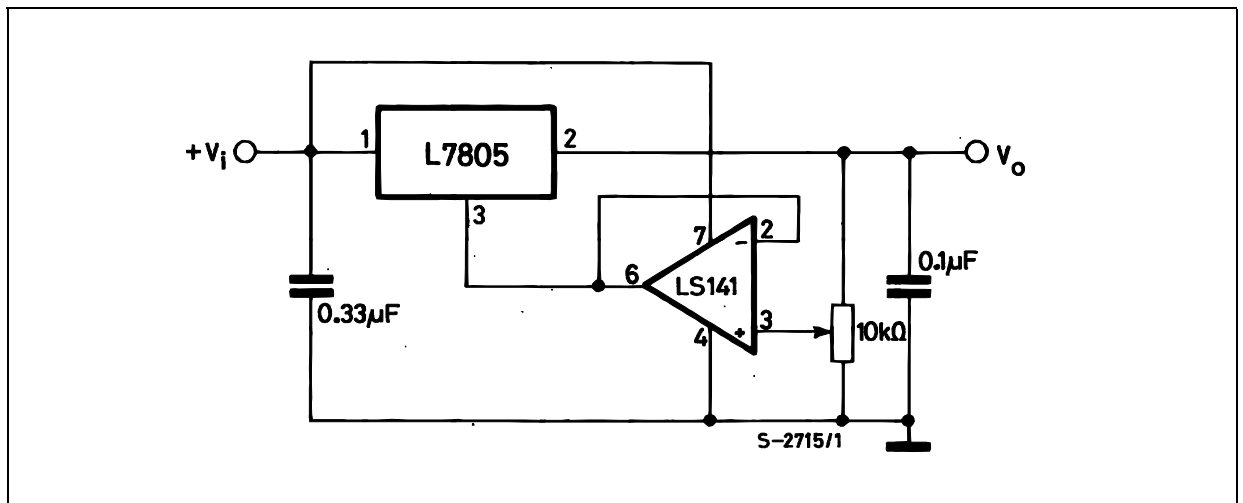 +Vi
1
L7805
2
Vo
3
7
2
-
6
LS141
0.1µF
0.33µF
4
+
3
10kΩ
S-2715/1